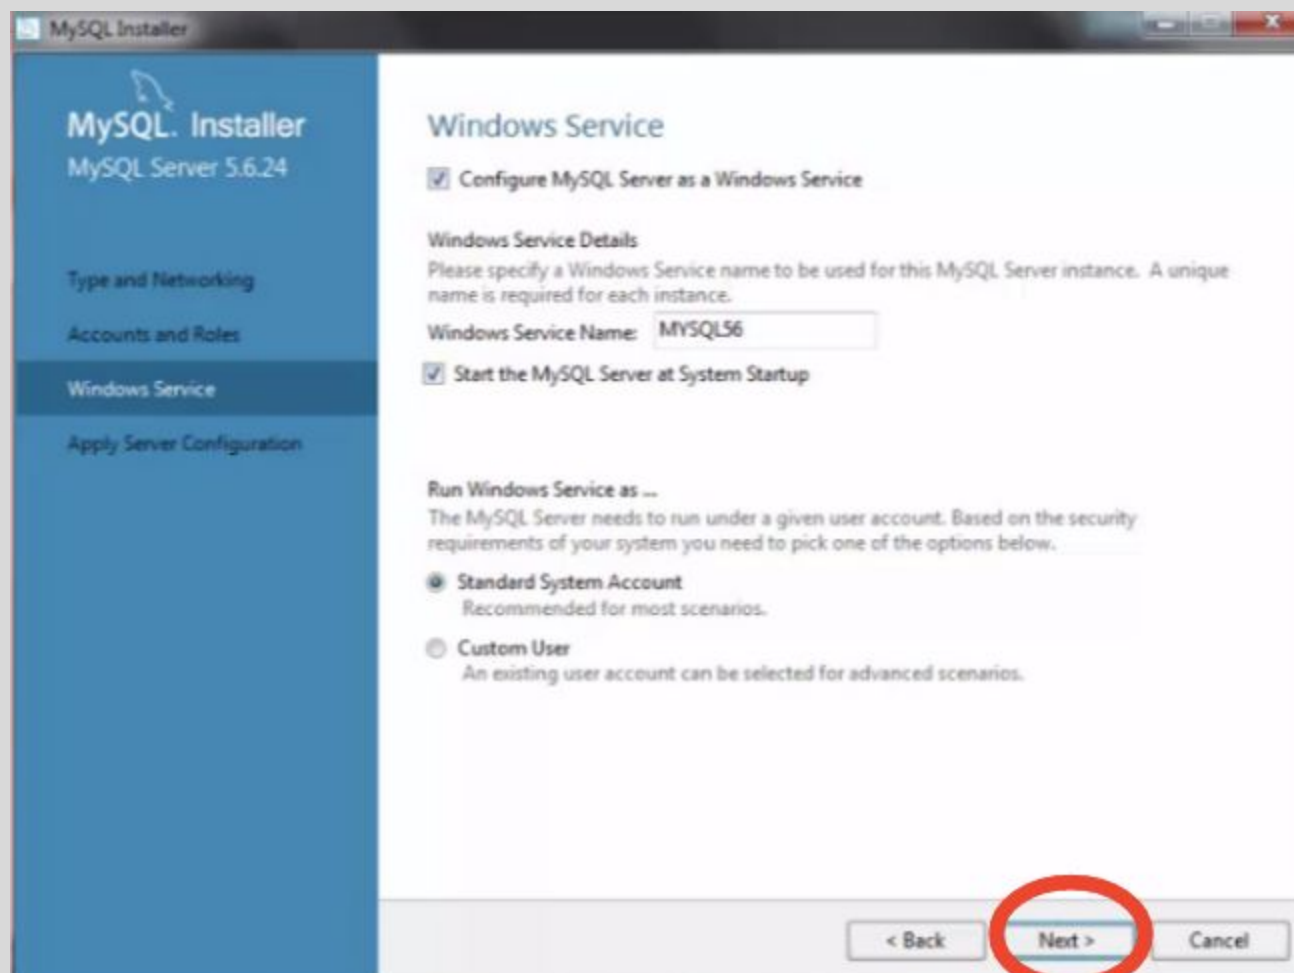 MySQL Installer
MySQL. Installer
MySQL Server 5.6.24
Type and Networking
Accounts and Roles
Windows Service
Apply Server Configuration
Windows Service
Configure MySQL Server as a Windows Service
Windows Service Details
Please specify a Windows Service name to be used for this MySQL Server instance. A unique
name is required for each instance.
Windows Service Name: MYSQL56
Start the MySQL Server at System Startup
Run Windows Service as ...
The MySQL Server needs to run under a given user account. Based on the security
requirements of your system you need to pick one of the options below.
Standard System Account
Recommended for most scenarios.
Custom User
An existing user account can be selected for advanced scenarios.
< Back Next > Cancel